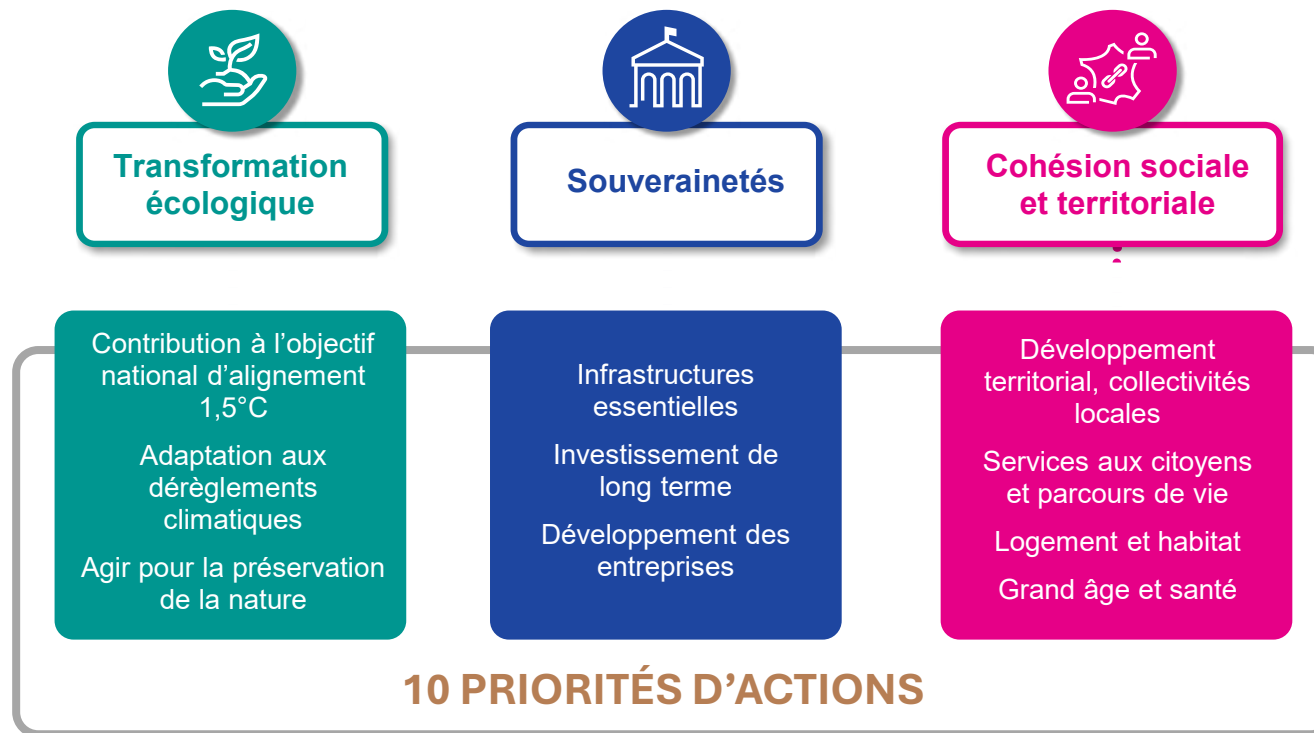 Transformation
écologique
Souverainetés
Cohésion sociale
et territoriale
Contribution à l’objectif
national d’alignement
1,5°C
Adaptation aux
dérèglements
climatiques
Agir pour la préservation
de la nature
Infrastructures
essentielles
Investissement de
long terme
Développement des
entreprises
Développement
territorial, collectivités
locales
Services aux citoyens
et parcours de vie
Logement et habitat
Grand âge et santé
10 PRIORITÉS D’ACTIONS